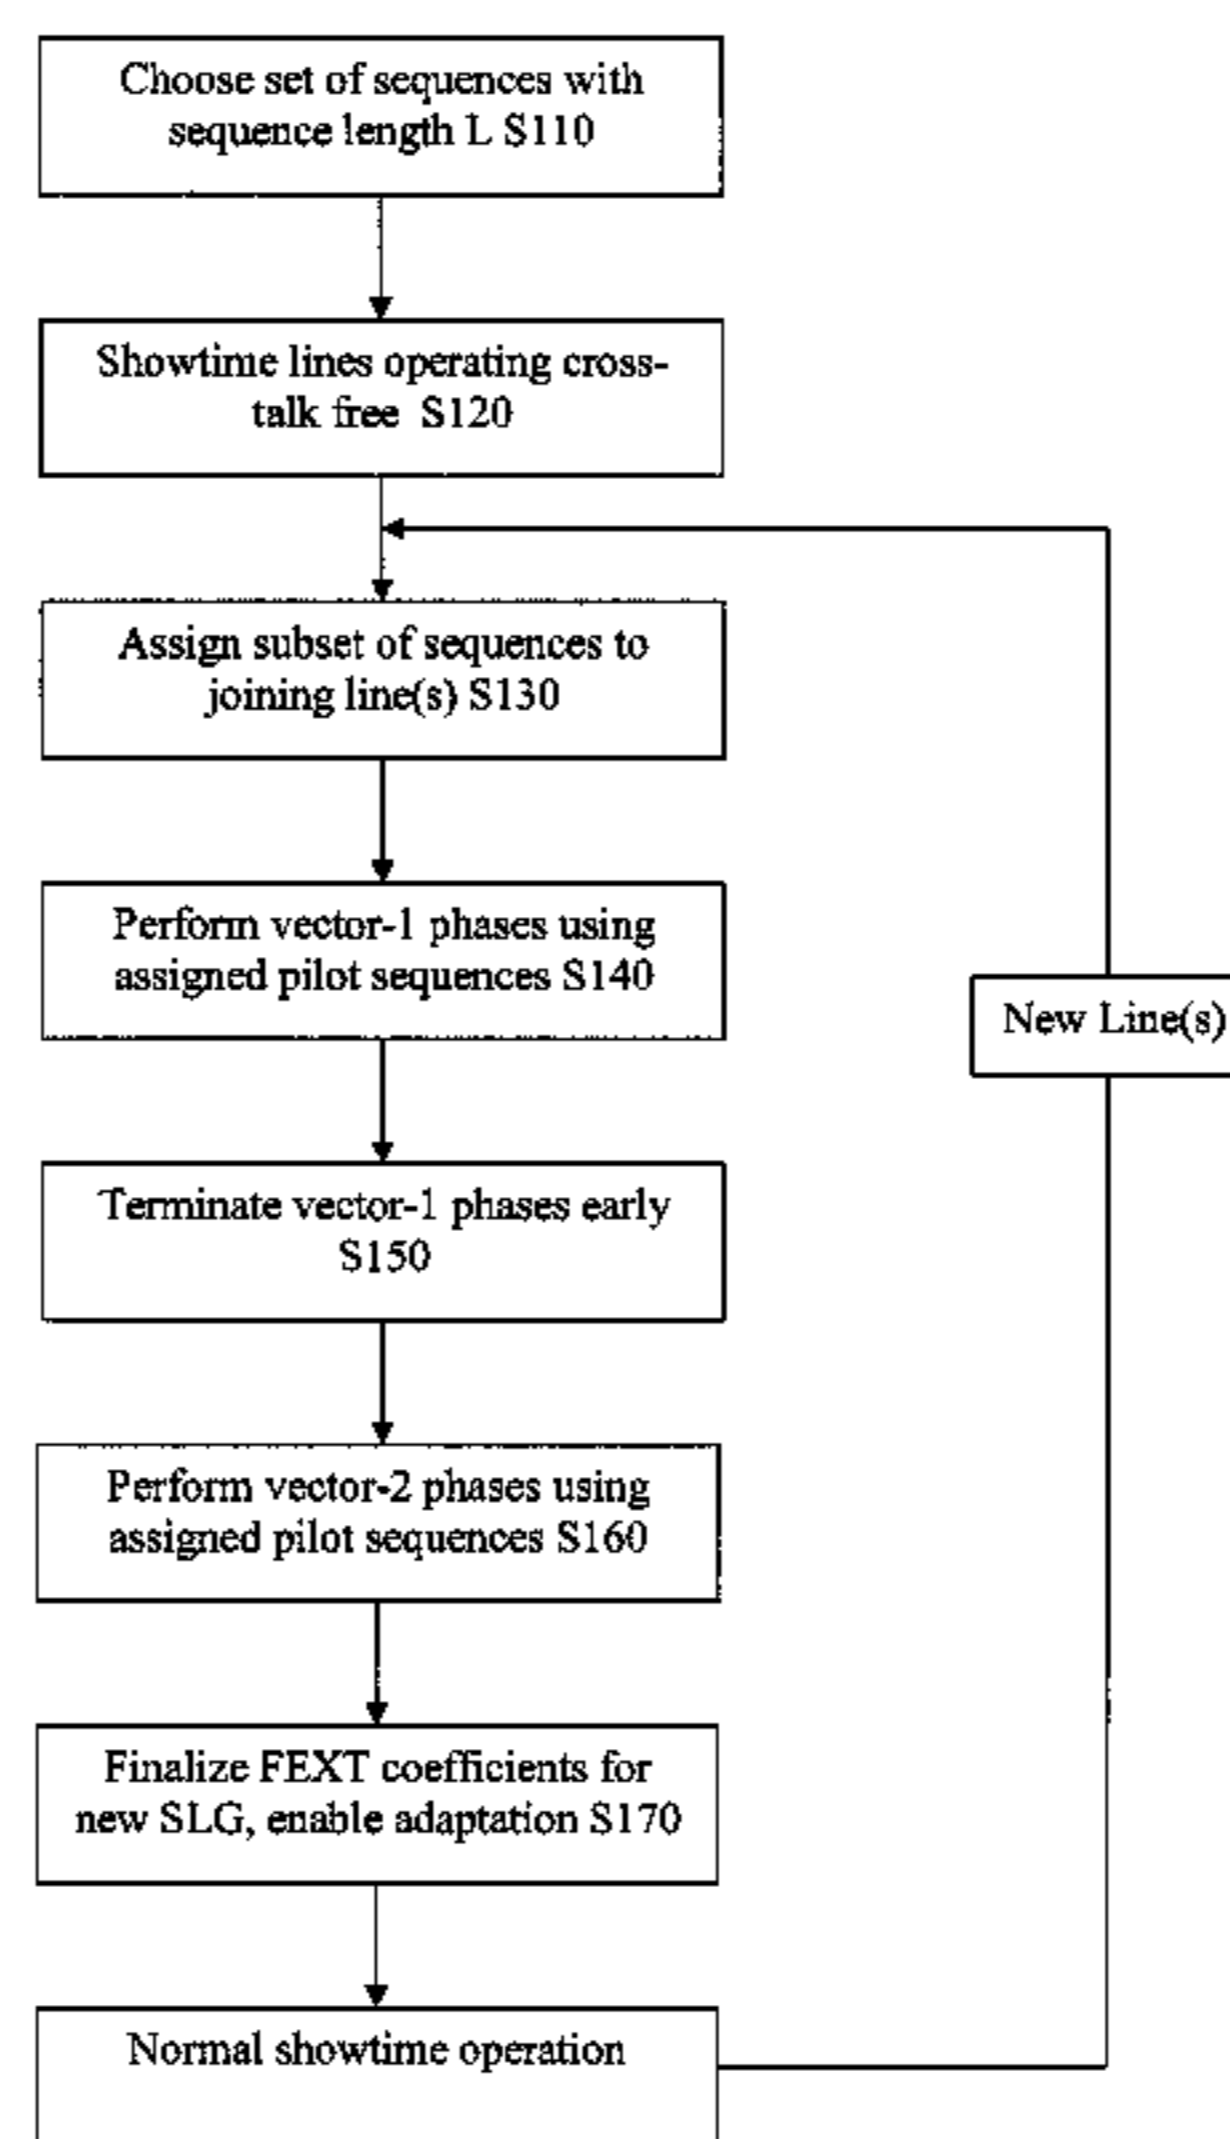 Choose set of sequences with
sequence length L S110
Showtime lines operating cross-
talk free S120
Assign subset of sequences to
joining line(s) S130
Perform vector-1 phases using
assigned pilot sequences S140
New Line(s)
Terminate vector-1 phases early
S150
Perform vector-2 phases using
assigned pilot sequences S160
Finalize FEXT coefficients for
new SLG, enable adaptation S170
Normal showtime operation